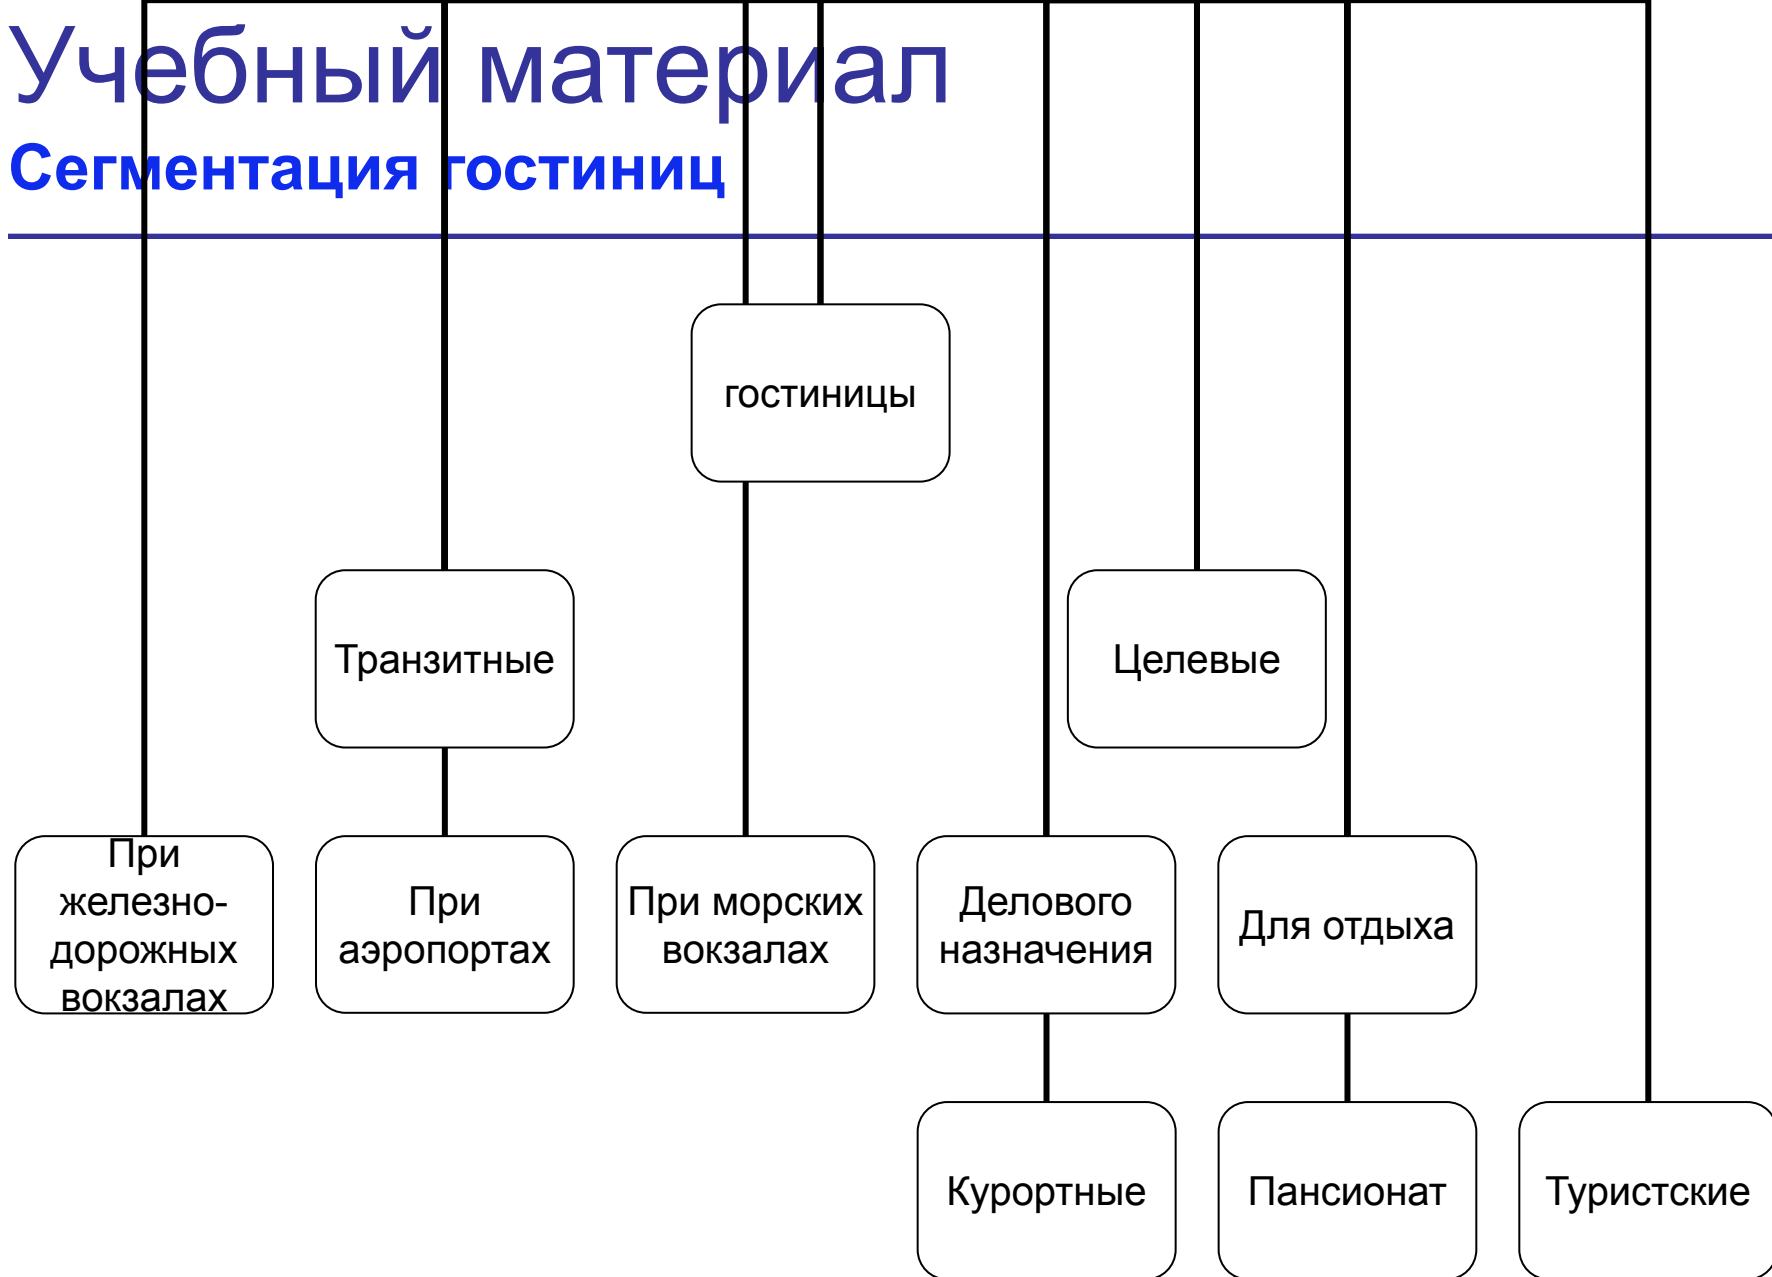 Учебный материал
Сегментация гостиниц
гостиницы
Транзитные
Целевые
При
железно-
дорожных
вокзалах
При
аэропортах
При морских
вокзалах
Делового
назначения
Для отдыха
Курортные
Пансионат
Туристские